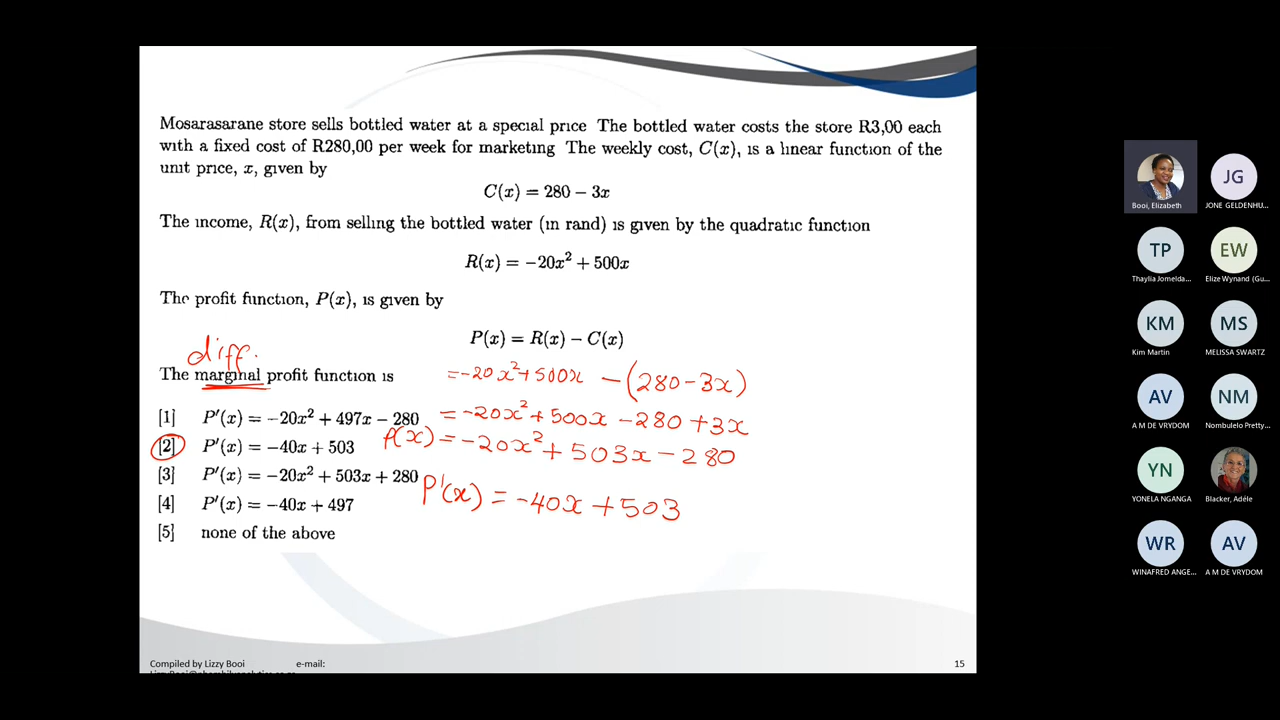 Mosarasarane store sells bottled water at a special price The bottled water costs the store R3,00 each
with a fixed cost of R280,00 per week for marketing The weekly cost, C(x), is a linear function of the
unit price, x, given by
C(x) = 280 − 3x
The income, R(x), from selling the bottled water (in rand) is given by the quadratic function
R(x) = −20x² + 500x
The profit function, P(x), is given by
P(x) = R(x) − C(x)
diff.
The marginal profit function is
= −20x² + 500x − (280 − 3x)
[1] P′(x) = −20x² + 497x − 280
= −20x² + 500x − 280 + 3x
[2] P′(x) = −40x + 503
P(x) = −20x² + 503x − 280
[3] P′(x) = −20x² + 503x + 280
P′(x) = −40x + 503
[4] P′(x) = −40x + 497
[5] none of the above
Compiled by Lizzy Booi e-mail:
15
Booi, Elizabeth
JG
JONE GELDENHU...
TP
Thaylia Jomelda...
EW
Elize Wynand (Gu...
KM
Kim Martin
MS
MELISSA SWARTZ
AV
A M DE VRYDOM
NM
Nombulelo Pretty...
YN
YONELA NGANGA
Blacker, Adéle
WR
WINAFRED ANGE...
AV
A M DE VRYDOM